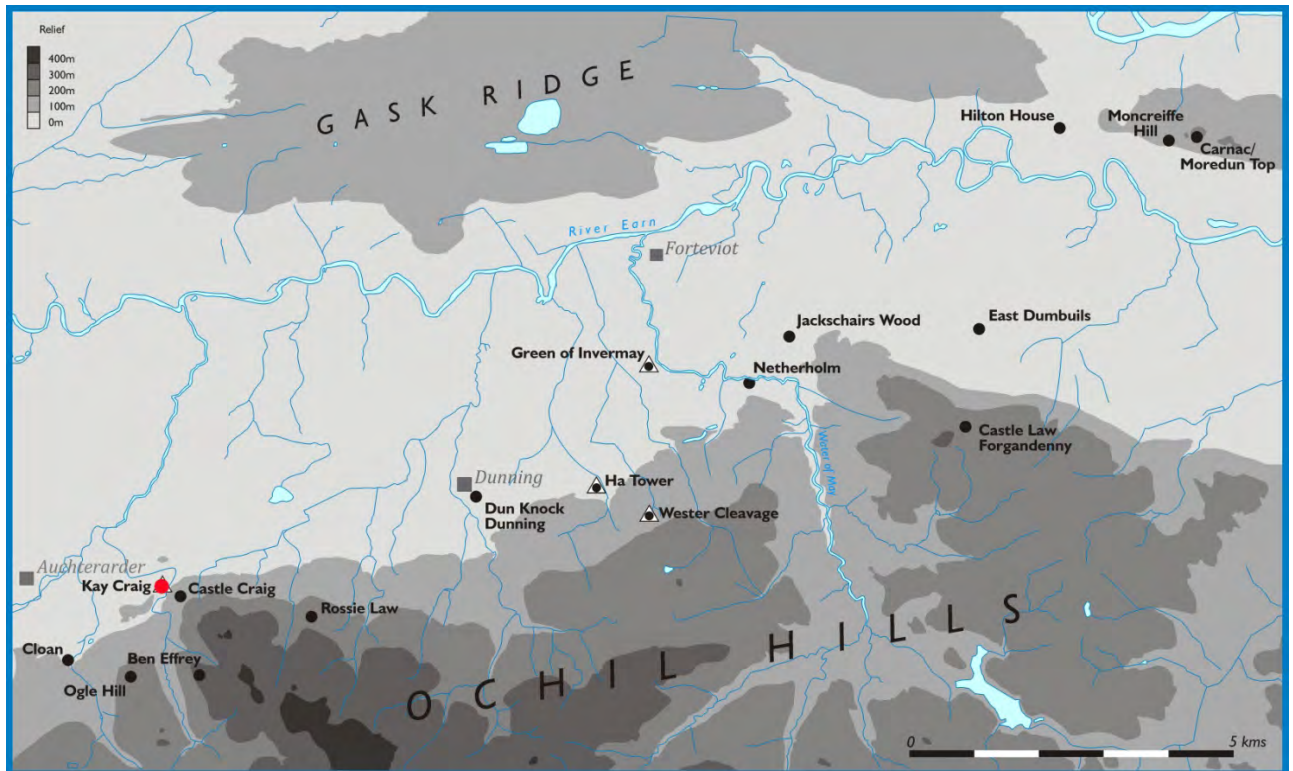 Relief
400m
300m
200m
100m
0m
GASK RIDGE
Hilton House
Moncreiffe
Hill
Carnac/
Moredun Top
River Earn
Forteviot
Jackschairs Wood
East Dumbuils
Green of Invermay
Netherholm
Castle Law
Forgandenny
Water of May
Dunning
Ha Tower
Dun Knock
Dunning
Wester Cleavage
Auchterarder
Kay Craig
Castle Craig
Rossie Law
Cloan
Ben Effrey
Ogle Hill
OCHIL HILLS
0 5 kms